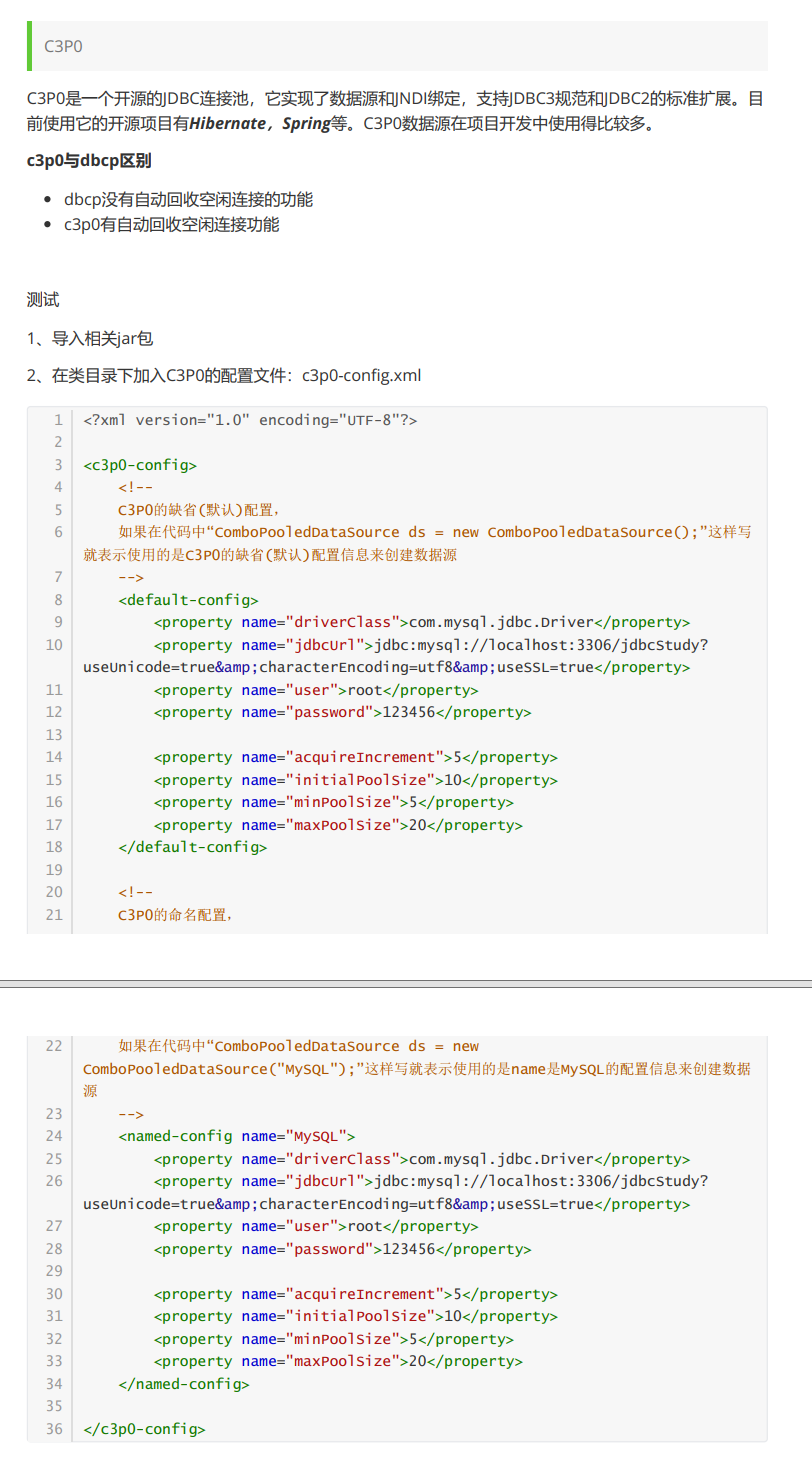 C3P0
C3P0是一个开源的JDBC连接池，它实现了数据源和JNDI绑定，支持JDBC3规范和JDBC2的标准扩展。目
前使用它的开源项目有Hibernate，Spring等。C3P0数据源在项目开发中使用得比较多。
c3p0与dbcp区别
• dbcp没有自动回收空闲连接的功能
• c3p0有自动回收空闲连接功能
测试
1、导入相关jar包
2、在类目录下加入C3P0的配置文件：c3p0-config.xml
1 <?xml version="1.0" encoding="UTF-8"?>
2
3 <c3p0-config>
4     <!--
5     C3P0的缺省(默认)配置，
6     如果在代码中“ComboPooledDataSource ds = new ComboPooledDataSource();”这样写
就表示使用的是C3P0的缺省(默认)配置信息来创建数据源
7     -->
8     <default-config>
9         <property name="driverClass">com.mysql.jdbc.Driver</property>
10         <property name="jdbcUrl">jdbc:mysql://localhost:3306/jdbcStudy?
useUnicode=true&amp;characterEncoding=utf8&amp;useSSL=true</property>
11         <property name="user">root</property>
12         <property name="password">123456</property>
13
14         <property name="acquireIncrement">5</property>
15         <property name="initialPoolSize">10</property>
16         <property name="minPoolSize">5</property>
17         <property name="maxPoolSize">20</property>
18     </default-config>
19
20     <!--
21     C3P0的命名配置，
22     如果在代码中“ComboPooledDataSource ds = new
ComboPooledDataSource("MySQL");”这样写就表示使用的是name是MySQL的配置信息来创建数据
源
23     -->
24     <named-config name="MySQL">
25         <property name="driverClass">com.mysql.jdbc.Driver</property>
26         <property name="jdbcUrl">jdbc:mysql://localhost:3306/jdbcStudy?
useUnicode=true&amp;characterEncoding=utf8&amp;useSSL=true</property>
27         <property name="user">root</property>
28         <property name="password">123456</property>
29
30         <property name="acquireIncrement">5</property>
31         <property name="initialPoolSize">10</property>
32         <property name="minPoolSize">5</property>
33         <property name="maxPoolSize">20</property>
34     </named-config>
35
36 </c3p0-config>